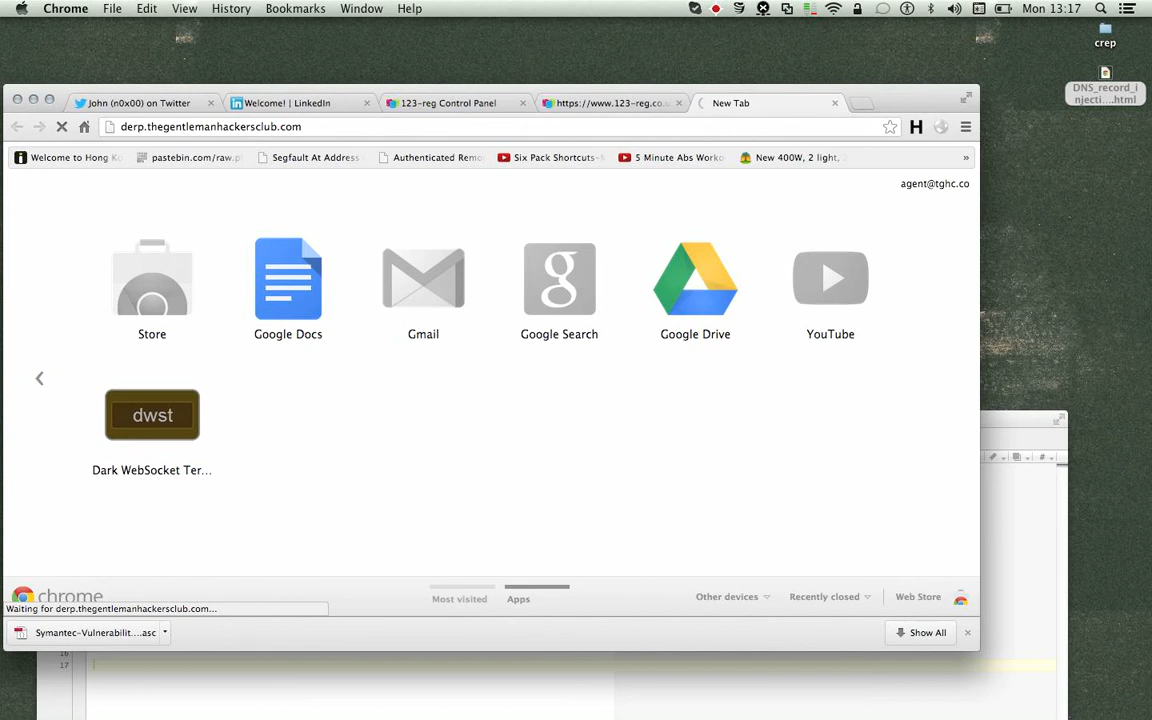 Chrome File Edit View History Bookmarks Window Help Mon 13:17
crep
DNS_record_i
njecti....html
John (n0x00) on Twitter Welcome! | LinkedIn 123-reg Control Panel https://www.123-reg.co.u New Tab
derp.thegentlemanhackersclub.com H
Welcome to Hong Ko pastebin.com/raw.p Segfault At Address Authenticated Remo Six Pack Shortcuts- 5 Minute Abs Worko New 400W, 2 light, »
agent@tghc.co
Store Google Docs Gmail Google Search Google Drive YouTube
dwst
Dark WebSocket Ter...
chrome Most visited Apps Other devices Recently closed Web Store
Waiting for derp.thegentlemanhackersclub.com...
Symantec-Vulnerabilit....asc Show All
16
17